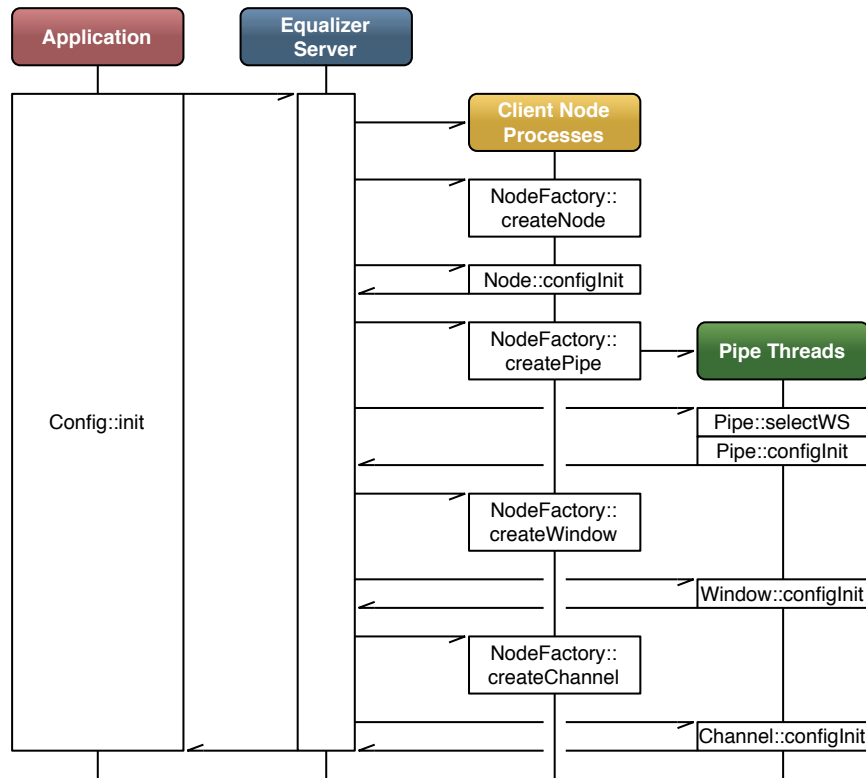 Application
Equalizer
Server
Client Node
Processes
NodeFactory::
createNode
Node::configInit
NodeFactory::
createPipe
Pipe Threads
Config::init
Pipe::selectWS
Pipe::configInit
NodeFactory::
createWindow
Window::configInit
NodeFactory::
createChannel
Channel::configInit